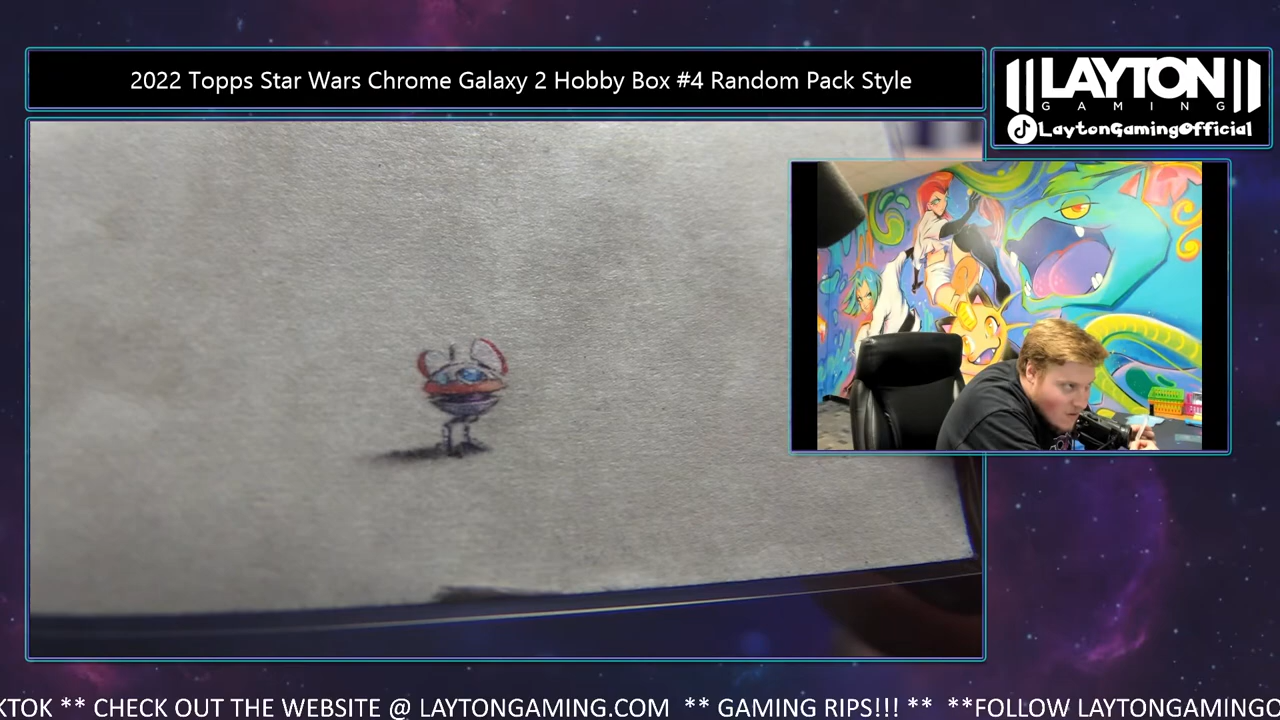 2022 Topps Star Wars Chrome Galaxy 2 Hobby Box #4 Random Pack Style
LAYTON
GAMING
LaytonGamingOfficial
KTOK ** CHECK OUT THE WEBSITE @ LAYTONGAMING.COM ** GAMING RIPS!!! ** **FOLLOW LAYTONGAMINGO